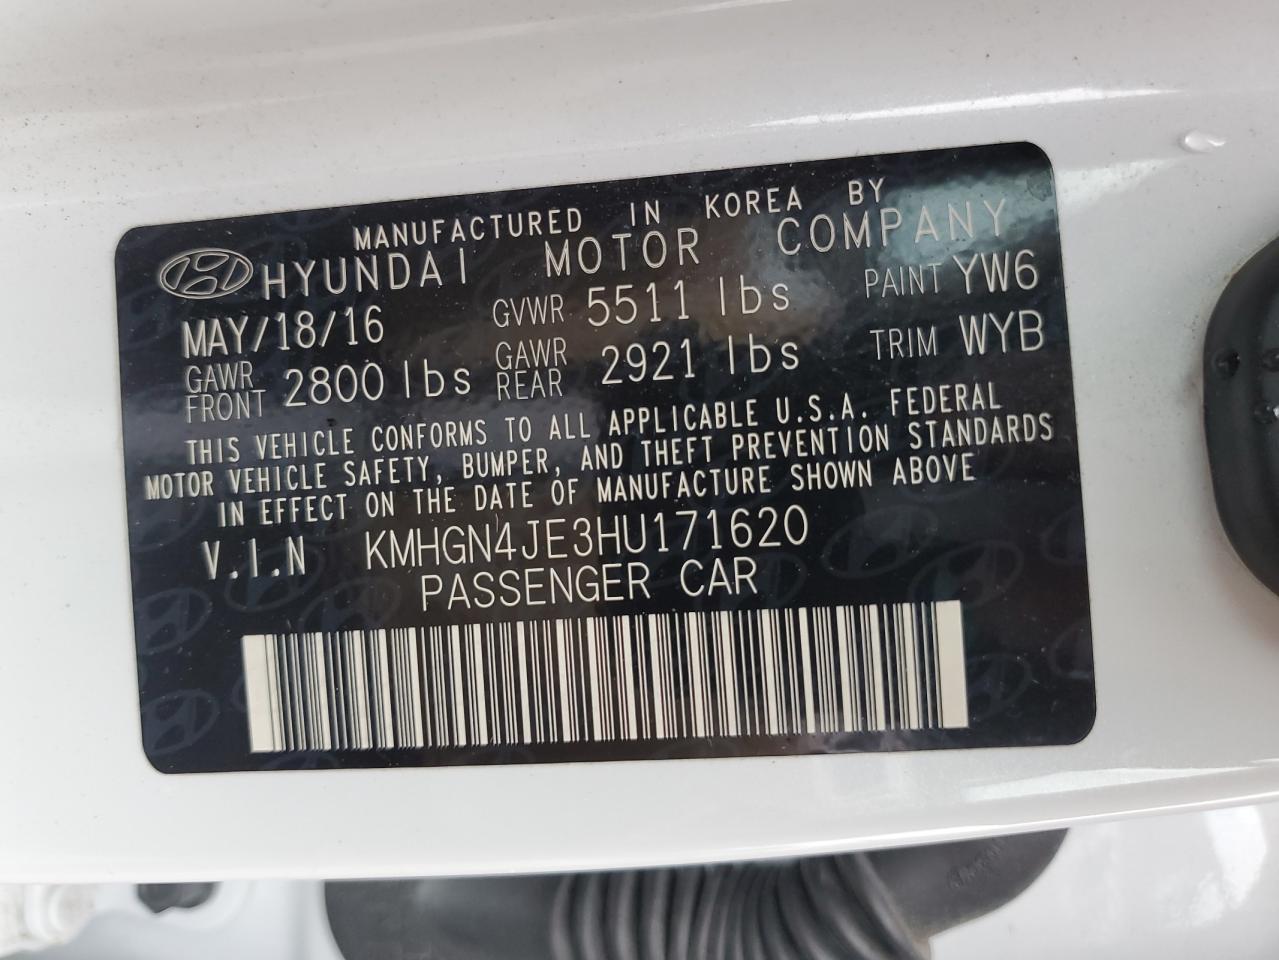 MANUFACTURED IN KOREA BY
HYUNDAI MOTOR COMPANY
MAY/18/16 GVWR 5511 lbs PAINT YW6
GAWR FRONT 2800 lbs GAWR REAR 2921 lbs TRIM WYB
THIS VEHICLE CONFORMS TO ALL APPLICABLE U.S.A. FEDERAL
MOTOR VEHICLE SAFETY, BUMPER, AND THEFT PREVENTION STANDARDS
IN EFFECT ON THE DATE OF MANUFACTURE SHOWN ABOVE
V.I.N KMHGN4JE3HU171620
PASSENGER CAR